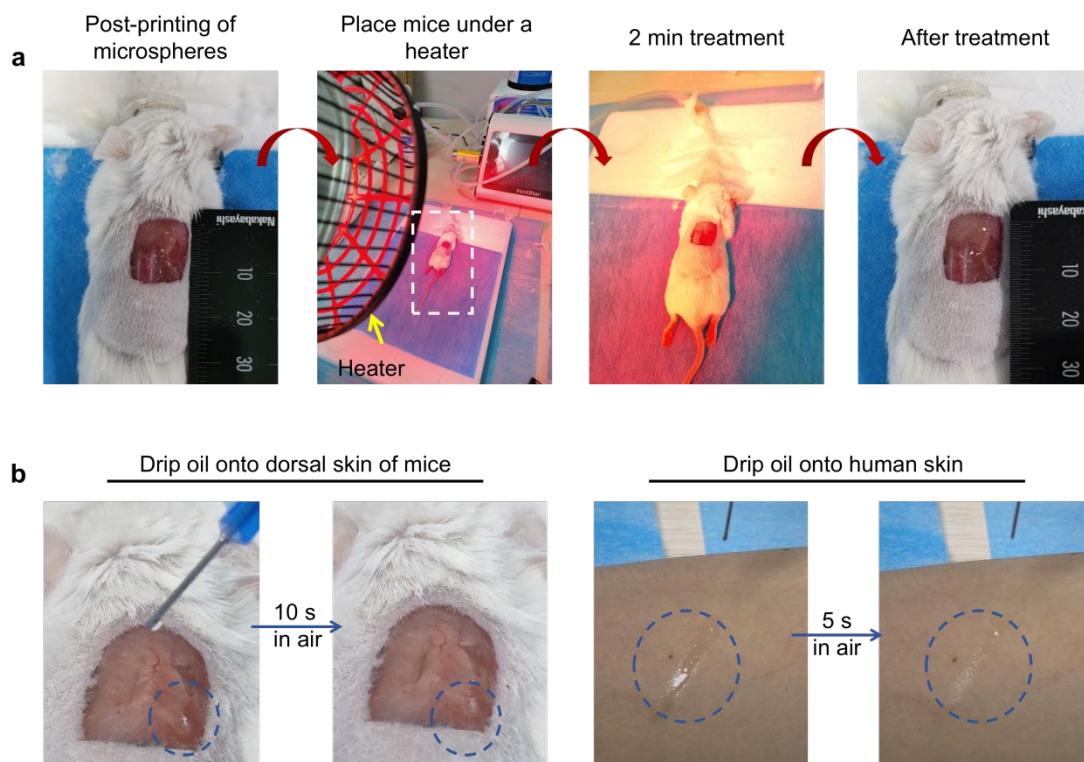 Post-printing of
microspheres
Place mice under a
heater
2 min treatment
After treatment
a
Nakabayashi
10
20
30
VentStar
Heater
Nakabayashi
10
20
30
b
Drip oil onto dorsal skin of mice
Drip oil onto human skin
10 s
in air
5 s
in air